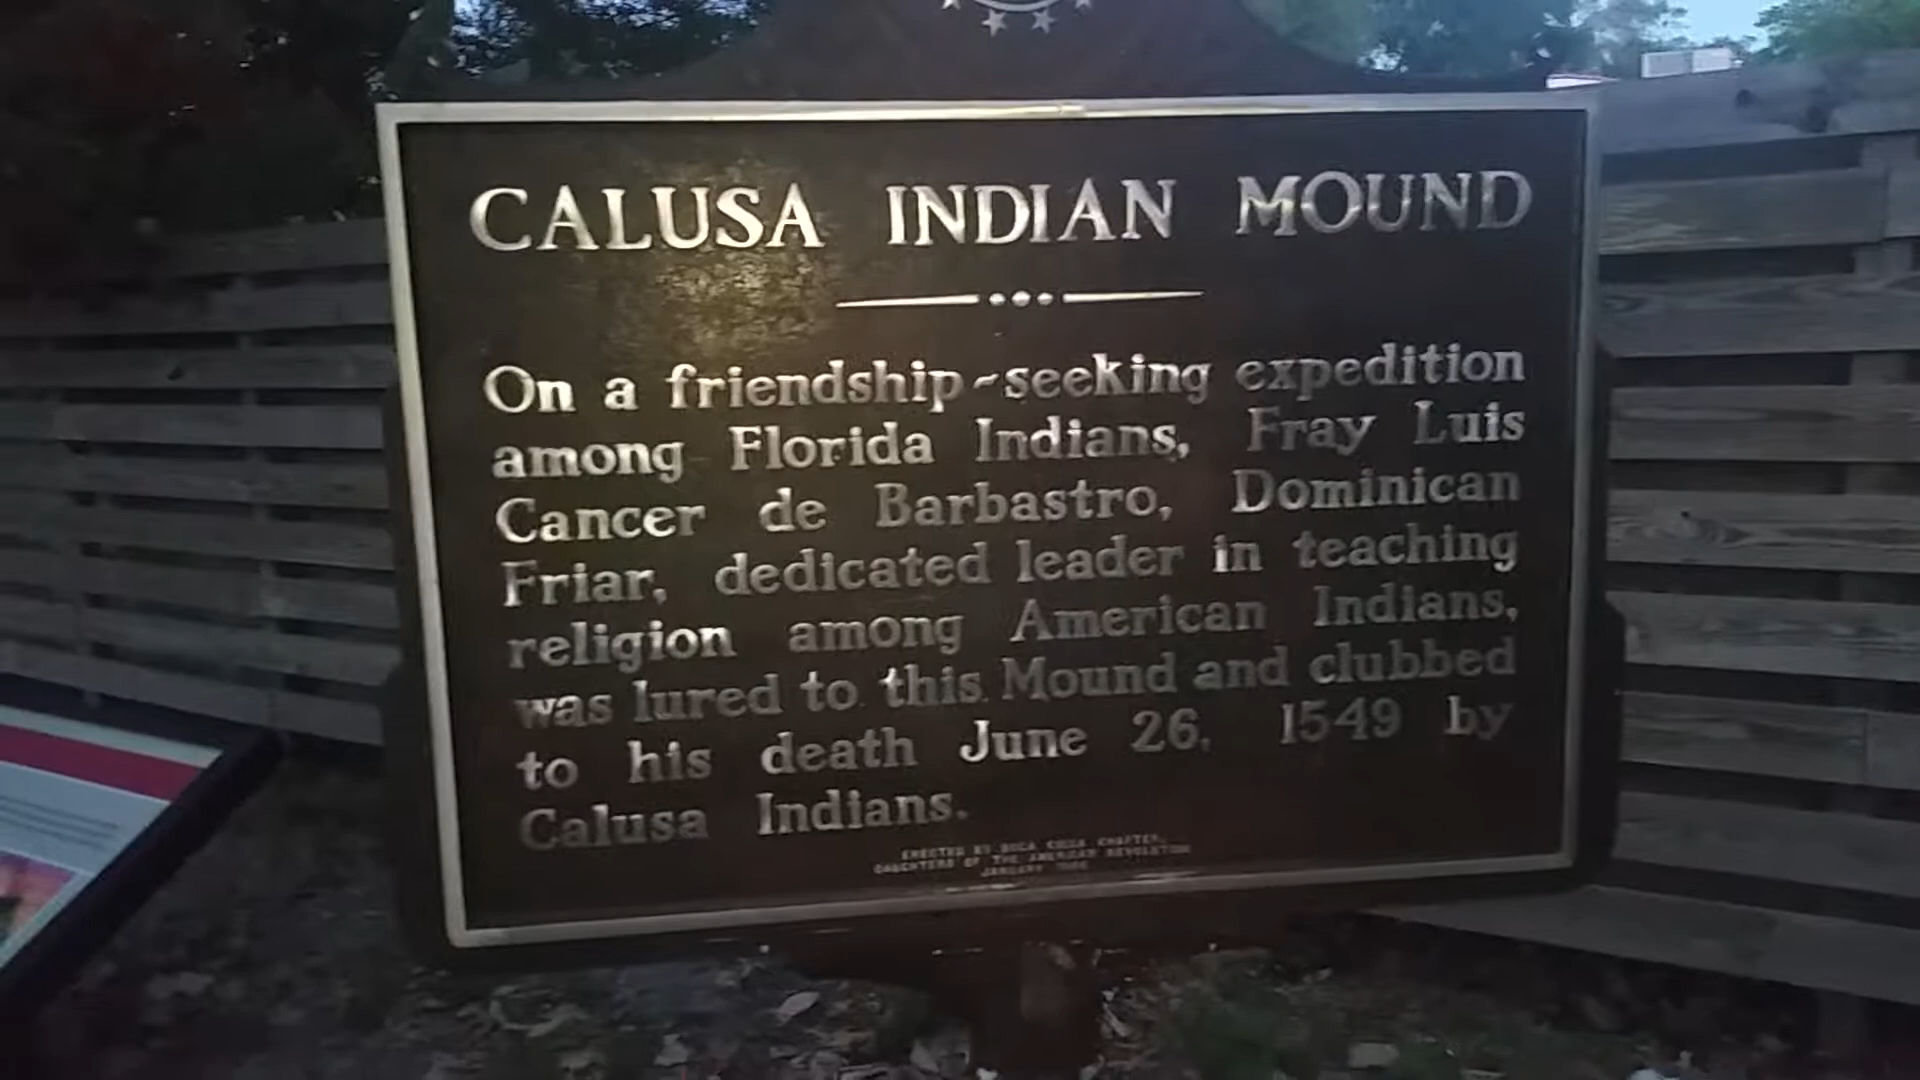 CALUSA INDIAN MOUND
On a friendship-seeking expedition
among Florida Indians, Fray Luis
Cancer de Barbastro, Dominican
Friar, dedicated leader in teaching
religion among American Indians,
was lured to this Mound and clubbed
to his death June 26, 1549 by
Calusa Indians.
ERECTED BY BOCA CIEGA CHAPTER,
DAUGHTERS OF THE AMERICAN REVOLUTION
JANUARY